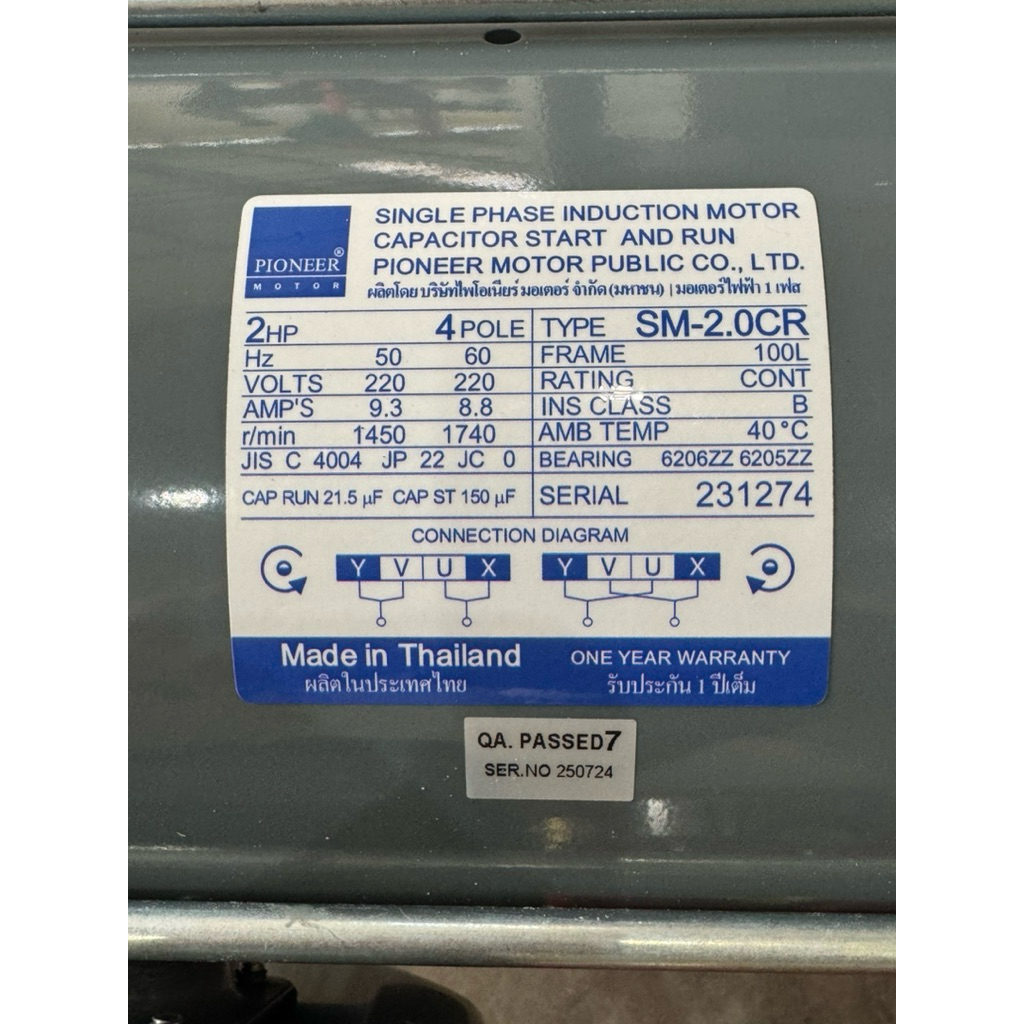 PIONEER ®
MOTOR
SINGLE PHASE INDUCTION MOTOR
CAPACITOR START AND RUN
PIONEER MOTOR PUBLIC CO., LTD.
ผลิตโดย บริษัทไพโอเนียร์ มอเตอร์ จำกัด (มหาชน) | มอเตอร์ไฟฟ้า 1 เฟส
2HP 4 POLE TYPE SM-2.0CR
Hz 50 60 FRAME 100L
VOLTS 220 220 RATING CONT
AMP'S 9.3 8.8 INS CLASS B
r/min 1450 1740 AMB TEMP 40°C
JIS C 4004 JP 22 JC 0 BEARING 6206ZZ 6205ZZ
CAP RUN 21.5 µF CAP ST 150 µF SERIAL 231274
CONNECTION DIAGRAM
Y V U X Y V U X
Made in Thailand ONE YEAR WARRANTY
ผลิตในประเทศไทย รับประกัน 1 ปีเต็ม
QA. PASSED7
SER.NO 250724